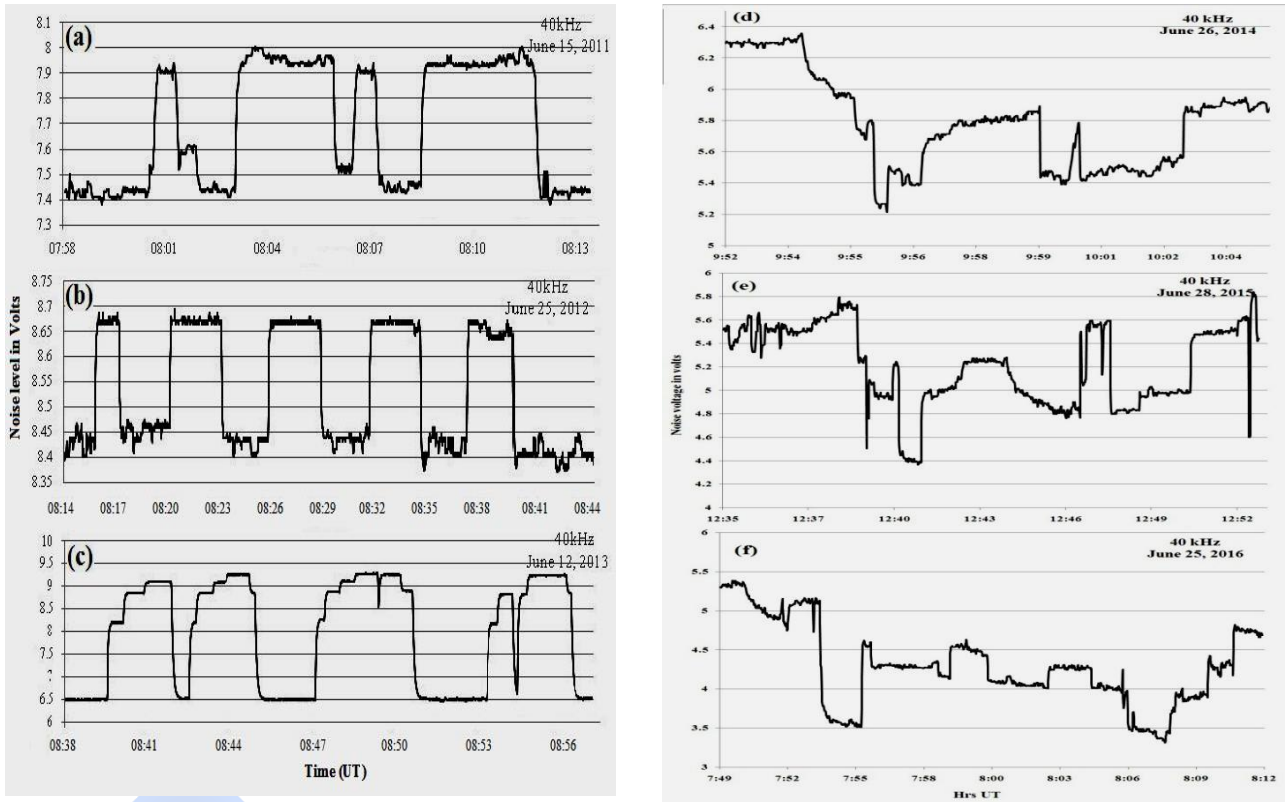 (a)
40kHz
June 15, 2011
8.1
8
7.9
7.8
7.7
7.6
7.5
7.4
7.3
07:58 08:01 08:04 08:07 08:10 08:13
(b)
40kHz
June 25, 2012
8.75
8.7
8.65
8.6
8.55
8.5
8.45
8.4
8.35
08:14 08:17 08:20 08:23 08:26 08:29 08:32 08:35 08:38 08:41 08:44
Noise level in Volts
(c)
40kHz
June 12, 2013
10
9.5
9
8.5
8
7.5
7
6.5
6
08:38 08:41 08:44 08:47 08:50 08:53 08:56
Time (UT)
(d)
40 kHz
June 26, 2014
6.4
6.2
6
5.8
5.6
5.4
5.2
5
9:52 9:54 9:55 9:56 9:59 10:01 10:02 10:04
(e)
40 kHz
June 28, 2015
6
5.8
5.6
5.4
5.2
5
4.8
4.6
4.4
4.2
4
12:35 12:37 12:40 12:43 12:46 12:49 12:52
Noise voltage in volts
(f)
40 kHz
June 25, 2016
5.5
5
4.5
4
3.5
3
7:49 7:52 7:55 7:58 8:00 8:03 8:06 8:09 8:12
Hrs UT